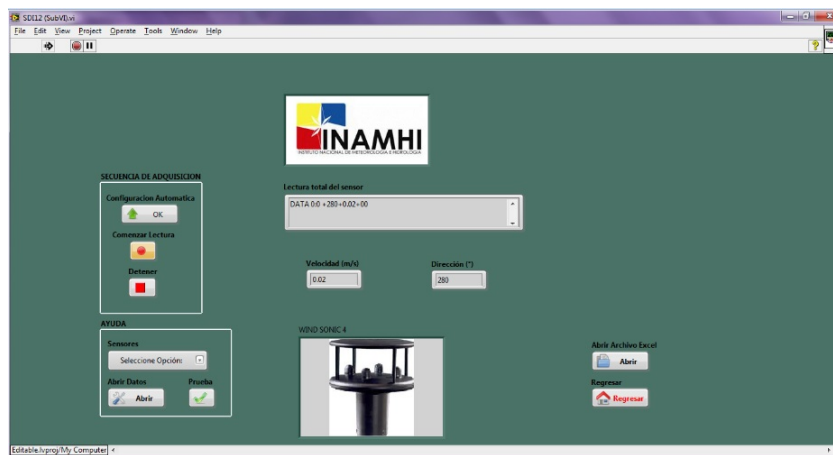 SDI12 (SubVI).vi
File Edit View Project Operate Tools Window Help
INAMHI
INSTITUTO NACIONAL DE METEOROLOGIA E HIDROLOGIA
SECUENCIA DE ADQUISICION
Configuracion Automatica
OK
Comenzar Lectura
Detener
Lectura total del sensor
DATA 0:0 +280+0.02+00
Velocidad (m/s)
0.02
Dirección (°)
280
AYUDA
Sensores
Seleccione Opción:
Abrir Datos
Abrir
Prueba
WIND SONIC 4
Abrir Archivo Excel
Abrir
Regresar
Regresar
Editable.lvproj/My Computer